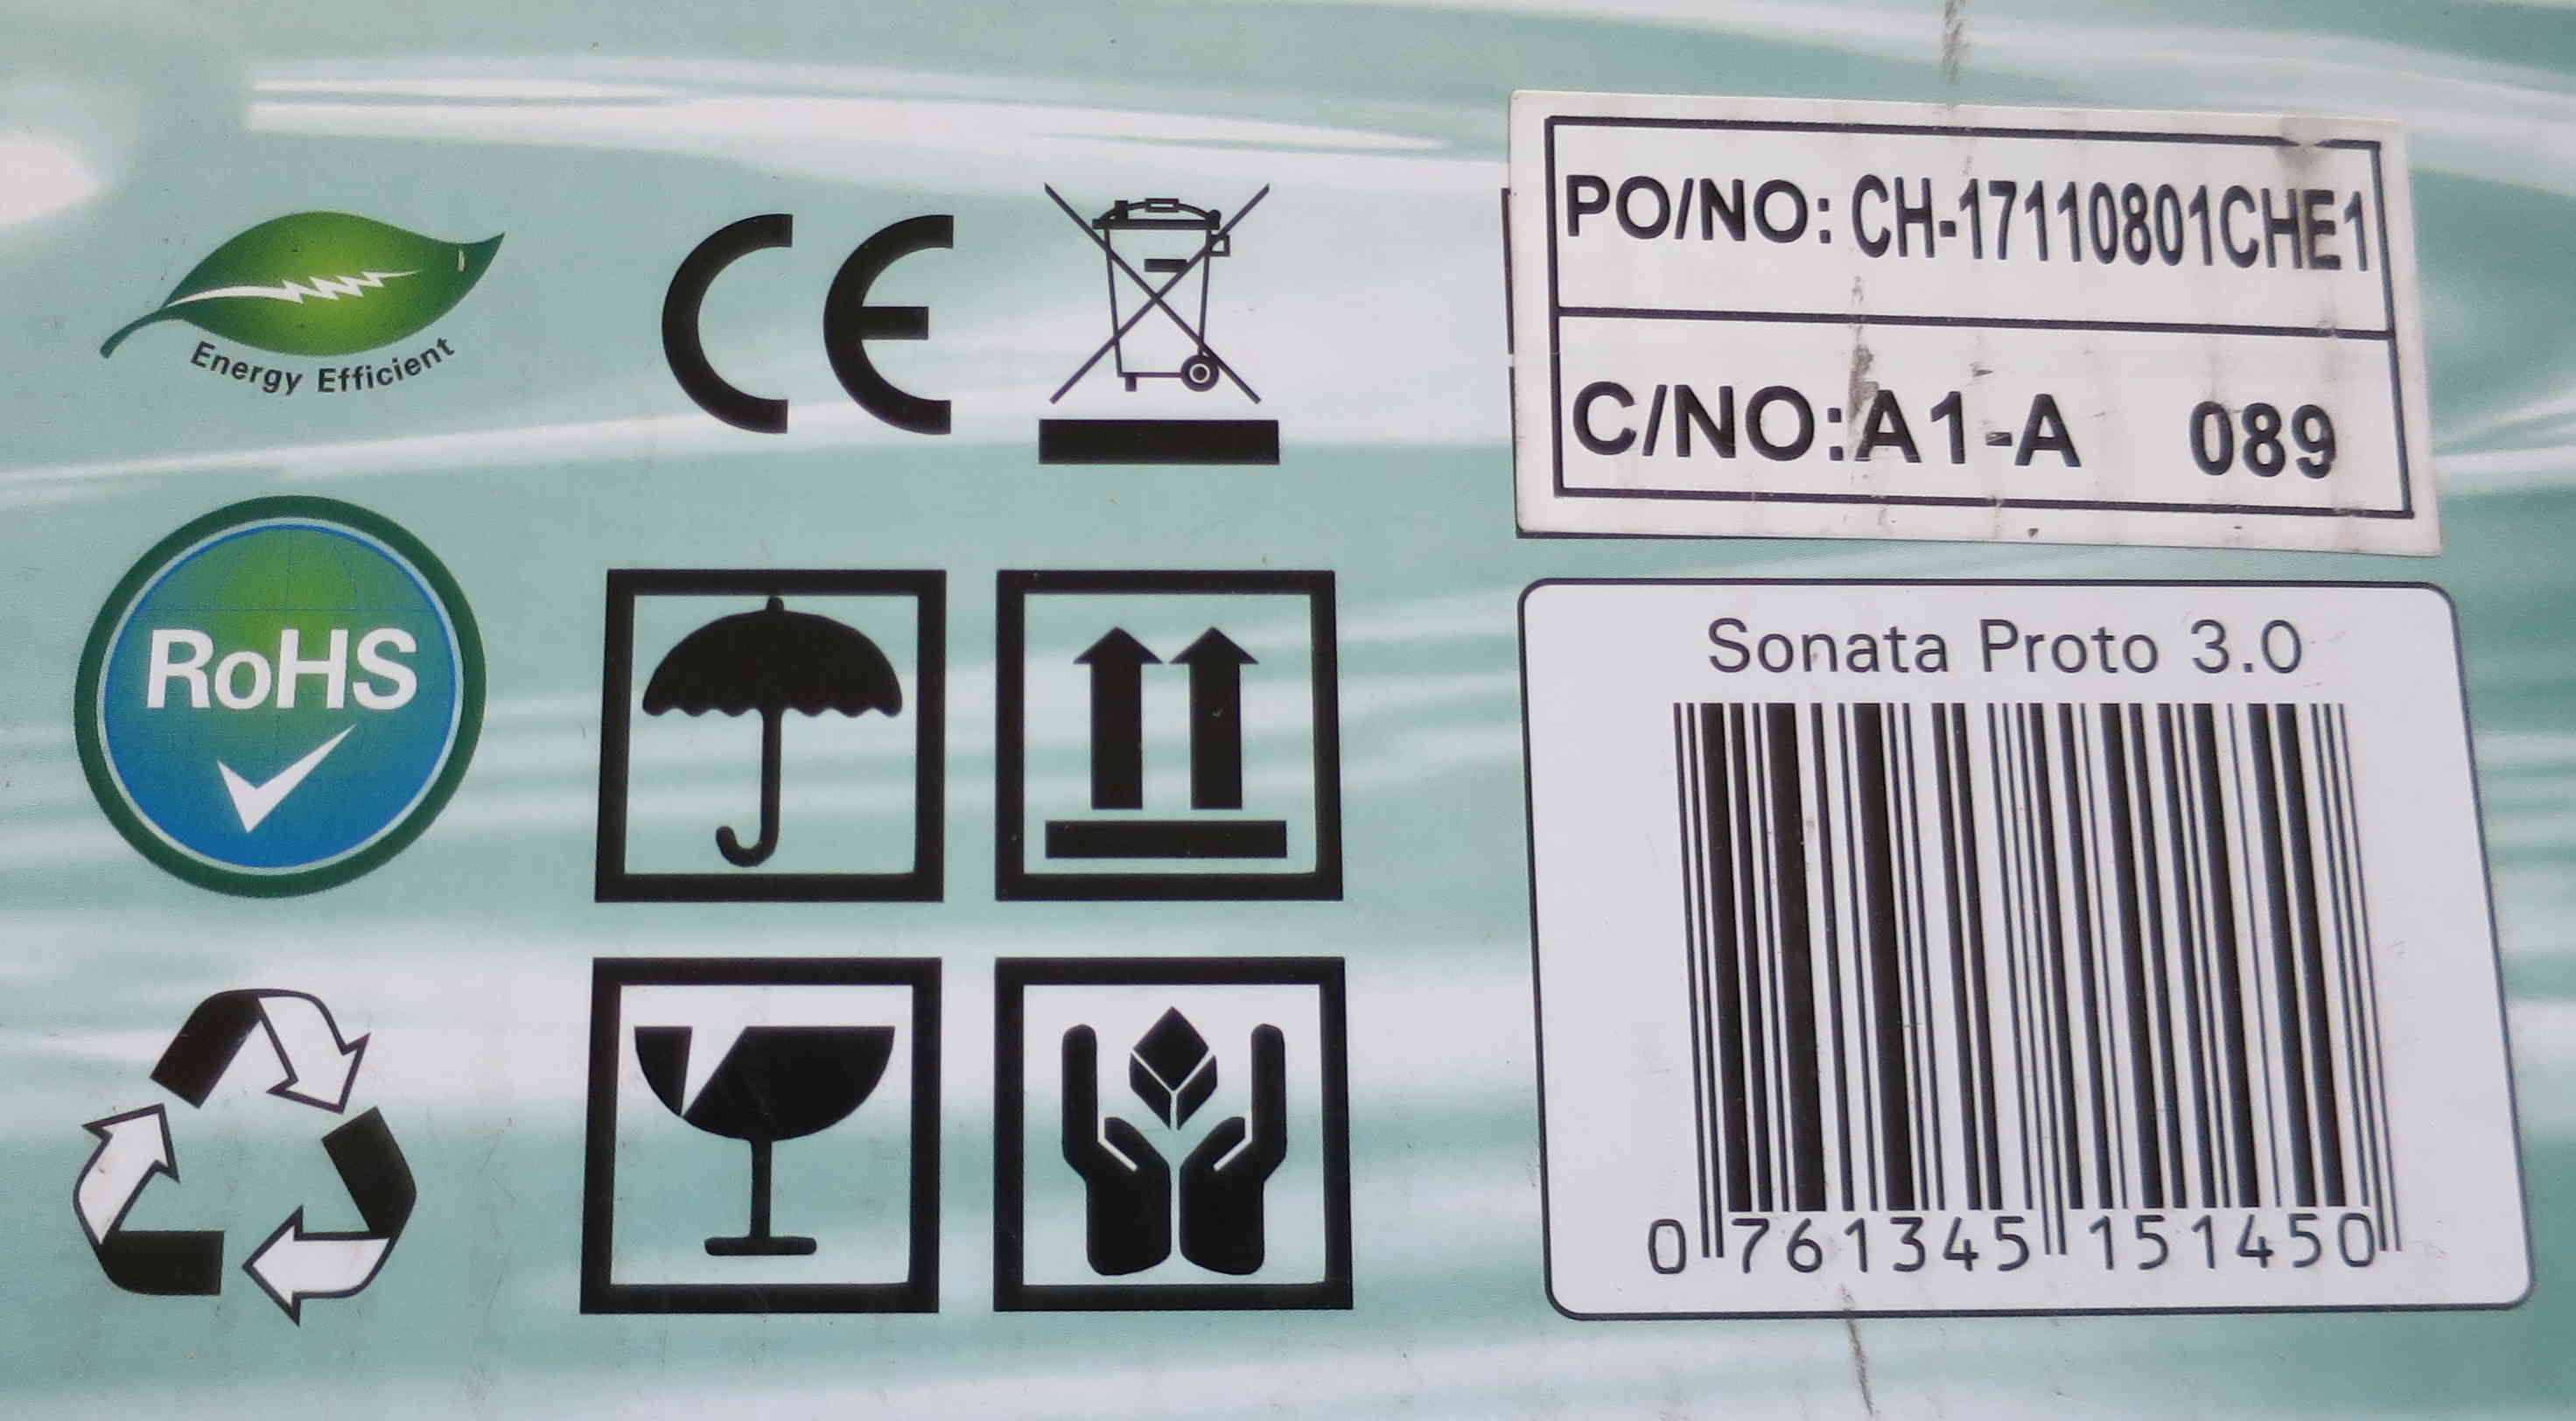 Energy Efficient
CE
RoHS
PO/NO: CH-17110801CHE1
C/NO: A1-A 089
Sonata Proto 3.0
0 761345 151450